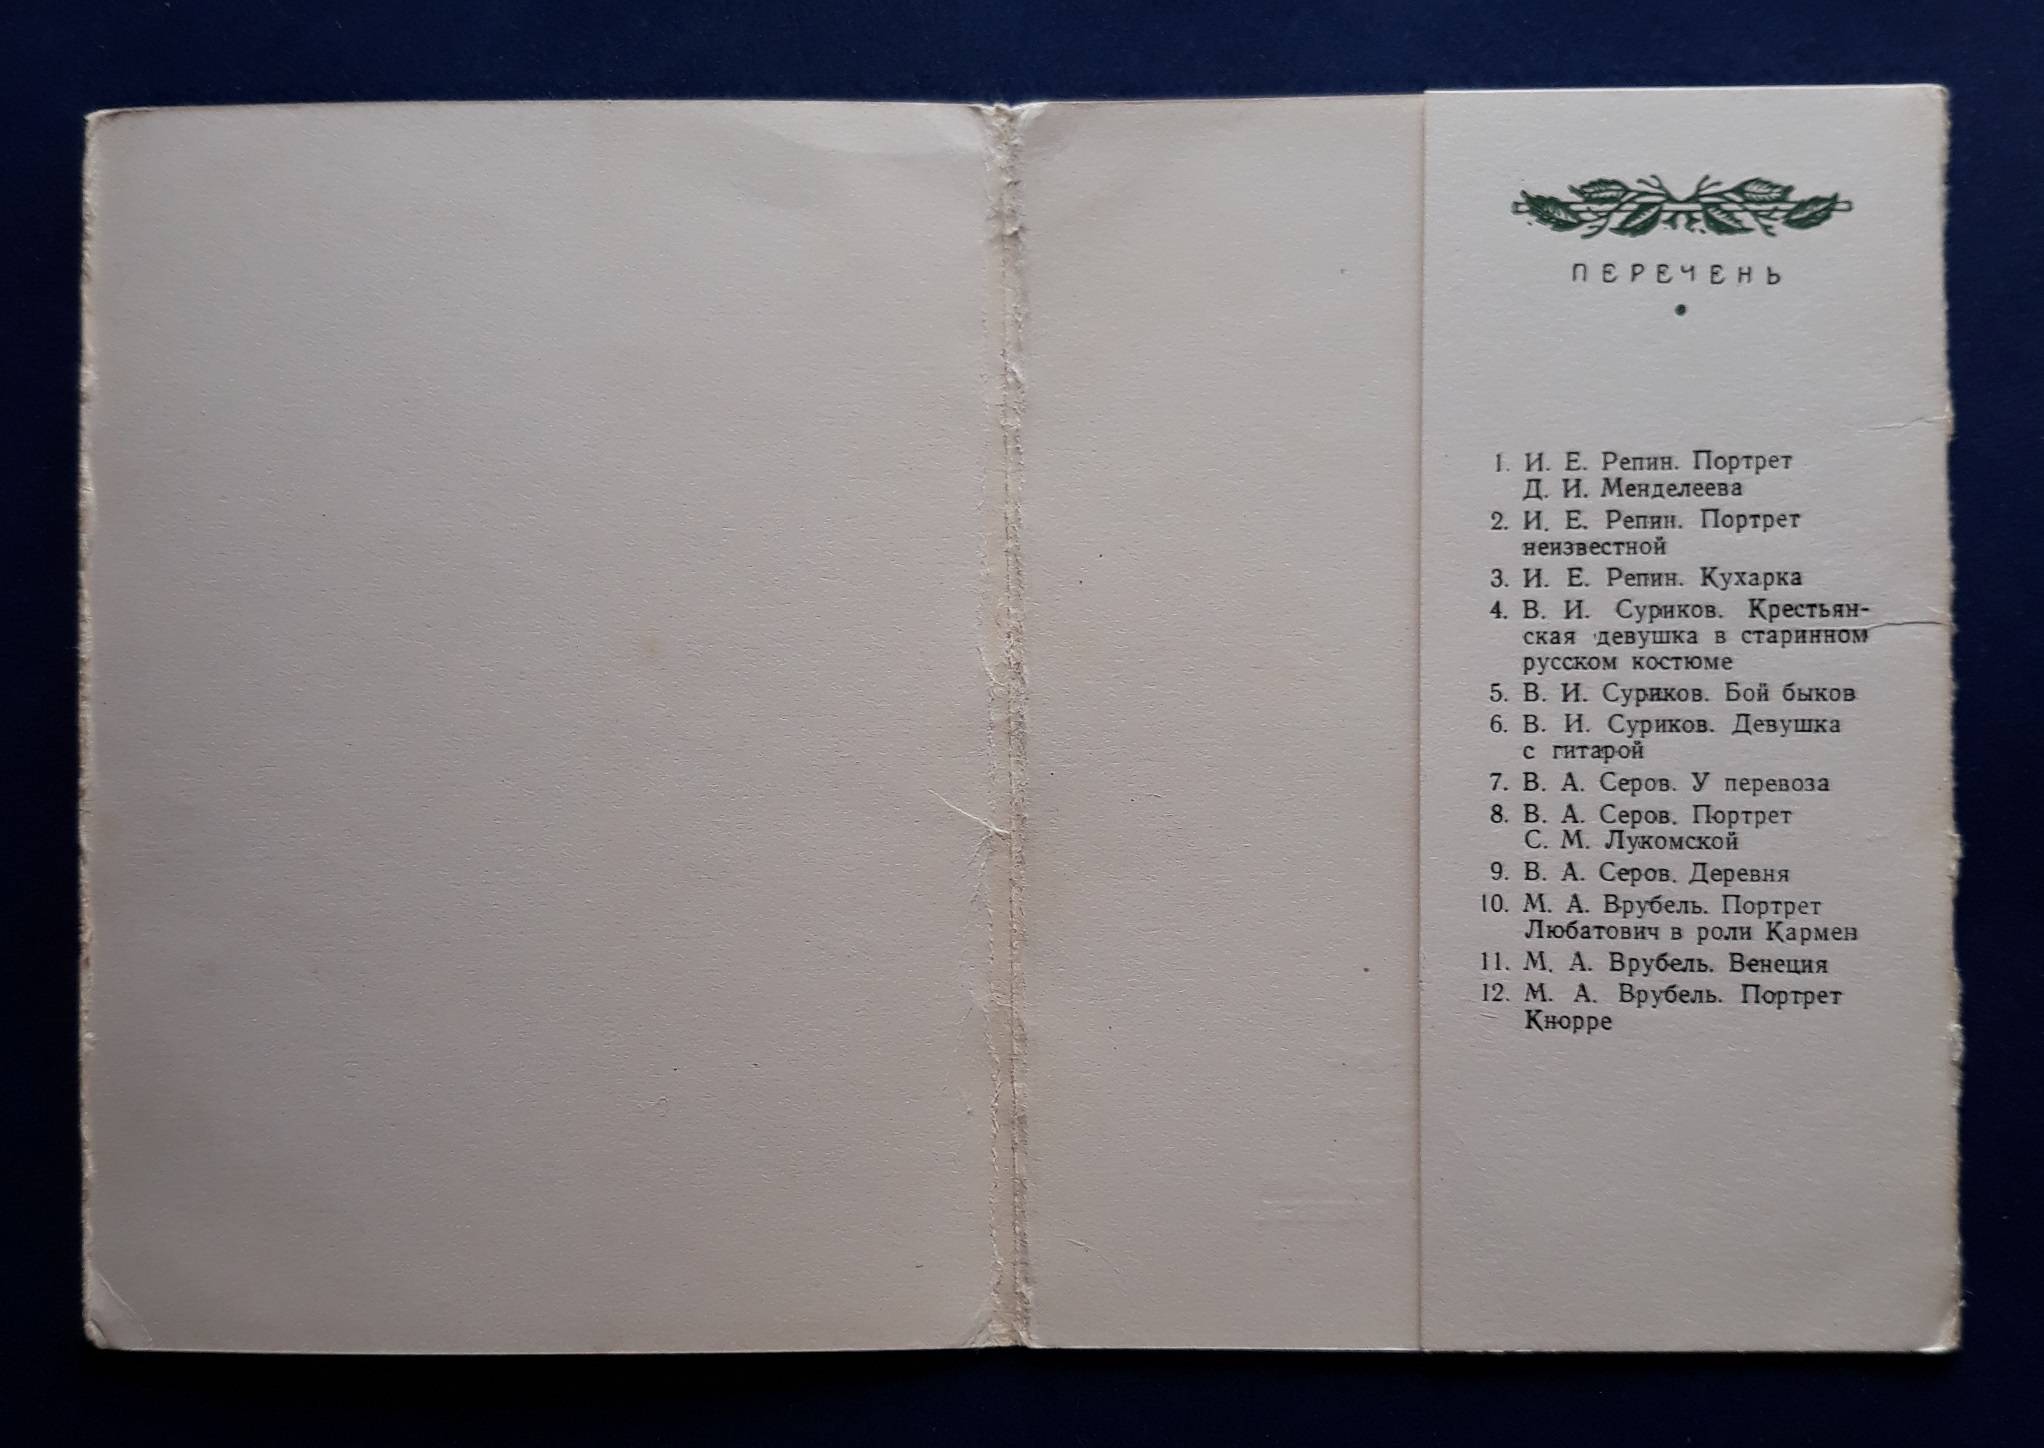 ПЕРЕЧЕНЬ
1. И. Е. Репин. Портрет
Д. И. Менделеева
2. И. Е. Репин. Портрет
неизвестной
3. И. Е. Репин. Кухарка
4. В. И. Суриков. Крестьян-
ская девушка в старинном
русском костюме
5. В. И. Суриков. Бой быков
6. В. И. Суриков. Девушка
с гитарой
7. В. А. Серов. У перевоза
8. В. А. Серов. Портрет
С. М. Лукомской
9. В. А. Серов. Деревня
10. М. А. Врубель. Портрет
Любатович в роли Кармен
11. М. А. Врубель. Венеция
12. М. А. Врубель. Портрет
Кнорре